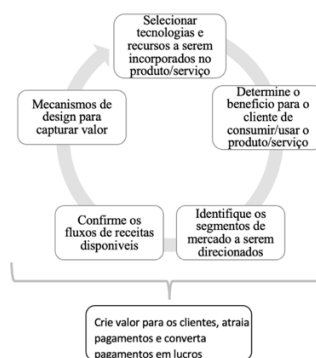 Selecionar
tecnologias e
recursos a serem
incorporados no
produto/serviço
Determine o
benefício para o
cliente de
consumir/usar o
produto/serviço
Identifique os
segmentos de
mercado a serem
direcionados
Confirme os
fluxos de receitas
disponiveis
Mecanismos de
design para
capturar valor
Crie valor para os clientes, atraia
pagamentos e converta
pagamentos em lucros